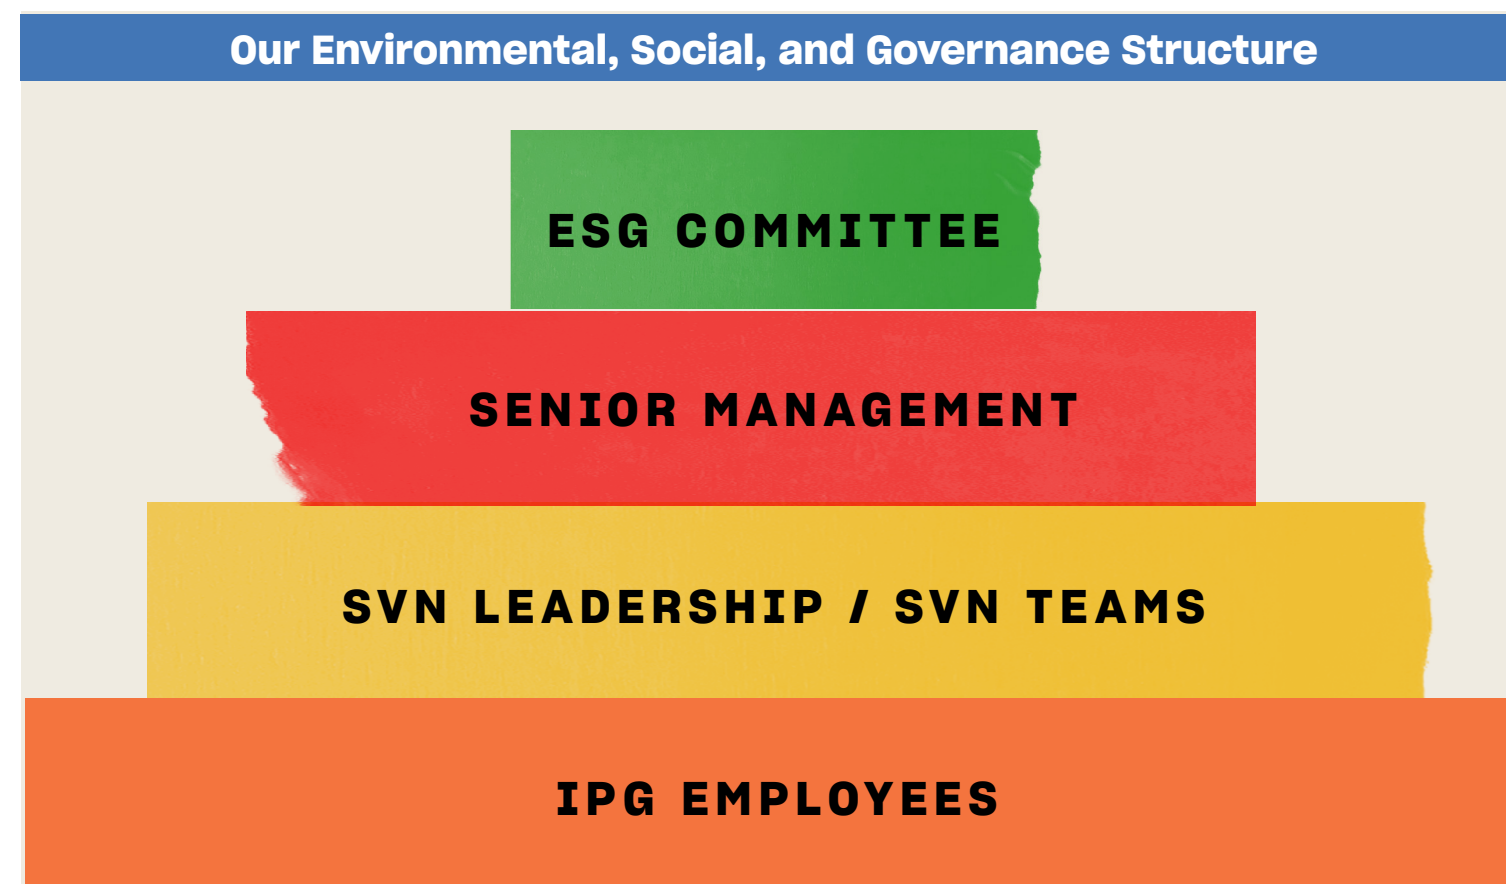 Our Environmental, Social, and Governance Structure
ESG COMMITTEE
SENIOR MANAGEMENT
SVN LEADERSHIP / SVN TEAMS
IPG EMPLOYEES